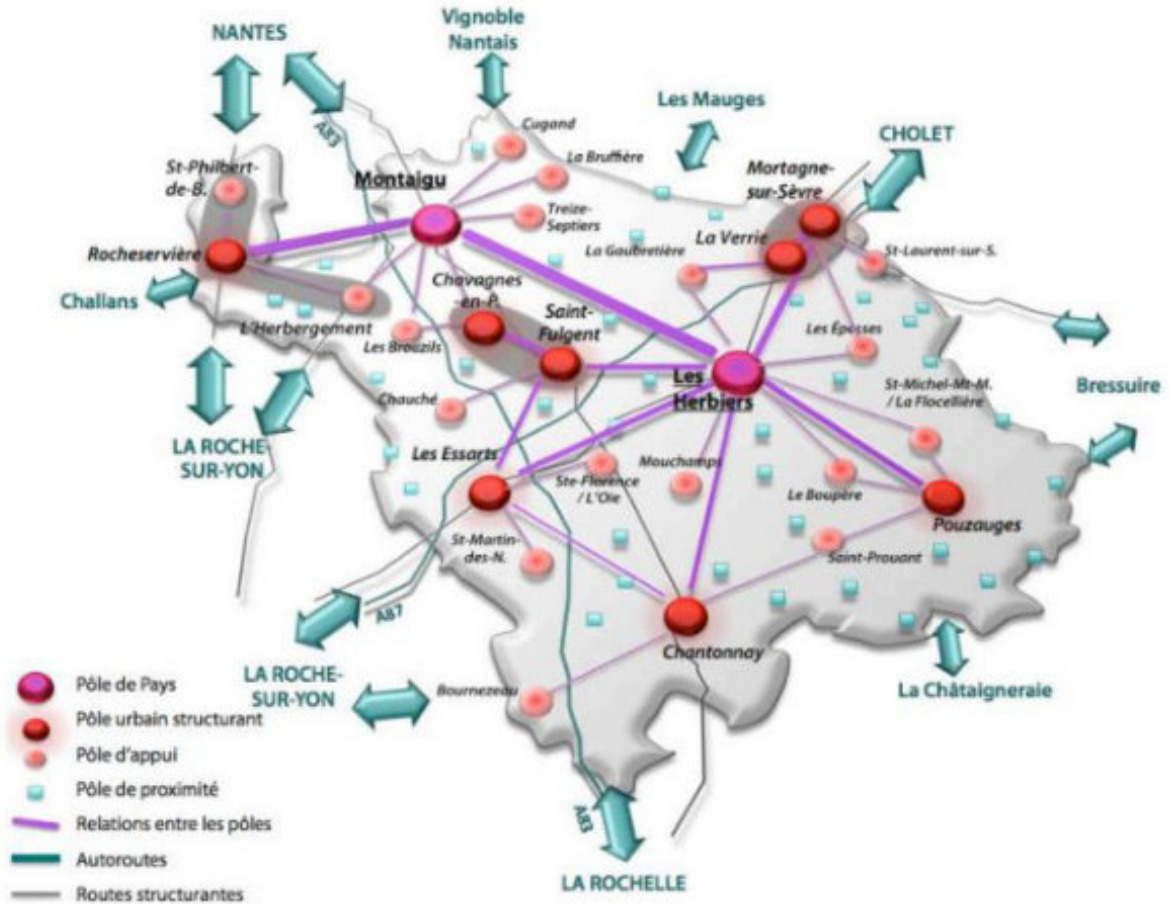 Vignoble
Nantais
NANTES
Les Mauges
CHOLET
A83
Cugand
La Bruffière
St-Philbert-
de-B.
Montaigu
Mortagne-
sur-Sèvre
Treize-
Septiers
La Verrie
La Gaubretière
St-Laurent-sur-S.
Rocheservière
Challans
Chavagnes
-en-P.
Saint-
Fulgent
L'Herbergement
Les Brouzils
Les Epesses
Bressuire
Les
Herbiers
St-Michel-Mt-M.
/ La Flocellière
Chauché
LA ROCHE-
SUR-YON
Les Essarts
Ste-Florence
/ L'Oie
Mouchamps
Le Boupère
Pouzauges
St-Martin-
des-N.
Saint-Prouant
A87
Chantonnay
LA ROCHE-
SUR-YON
Bournezeau
La Châtaigneraie
A83
LA ROCHELLE
Pôle de Pays
Pôle urbain structurant
Pôle d'appui
Pôle de proximité
Relations entre les pôles
Autoroutes
Routes structurantes